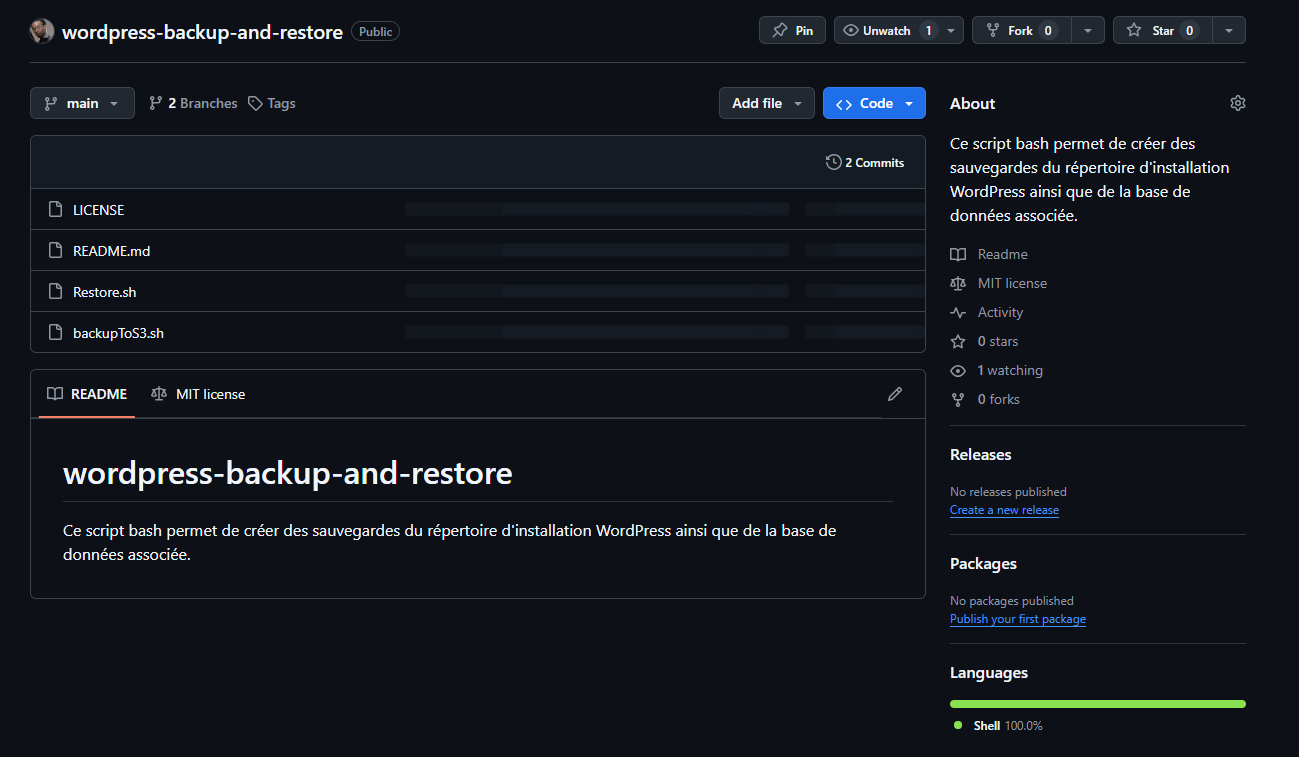 wordpress-backup-and-restore Public Pin Unwatch 1 Fork 0 Star 0
main 2 Branches Tags Add file Code
2 Commits
LICENSE
README.md
Restore.sh
backupToS3.sh
README MIT license
wordpress-backup-and-restore
Ce script bash permet de créer des sauvegardes du répertoire d'installation WordPress ainsi que de la base de
données associée.
About
Ce script bash permet de créer des
sauvegardes du répertoire d'installation
WordPress ainsi que de la base de
données associée.
Readme
MIT license
Activity
0 stars
1 watching
0 forks
Releases
No releases published
Create a new release
Packages
No packages published
Publish your first package
Languages
Shell 100.0%